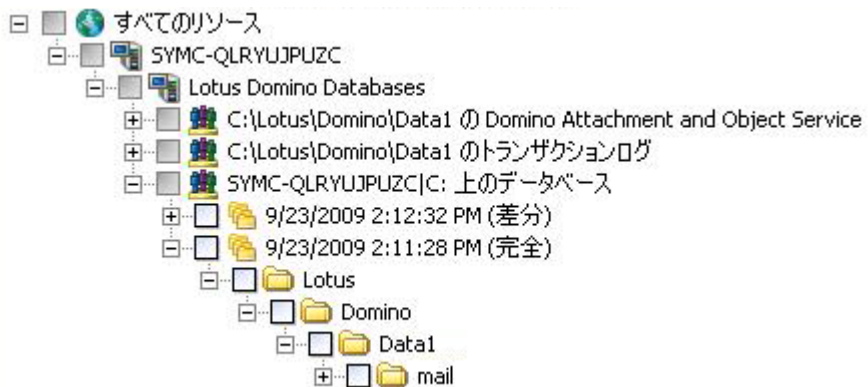 すべてのリソース
SYMC-QLRYUJPUZC
Lotus Domino Databases
C:\Lotus\Domino\Data1 の Domino Attachment and Object Service
C:\Lotus\Domino\Data1 のトランザクションログ
SYMC-QLRYUJPUZC|C: 上のデータベース
9/23/2009 2:12:32 PM (差分)
9/23/2009 2:11:28 PM (完全)
Lotus
Domino
Data1
mail